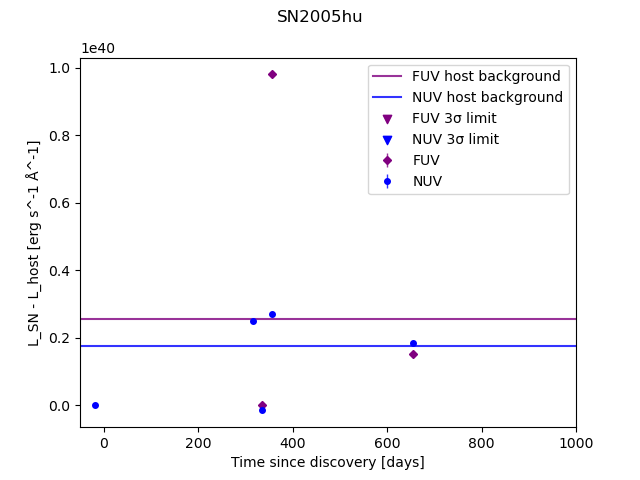 SN2005hu
1e40
L_SN - L_host [erg s^-1 Å^-1]
1.0
0.8
0.6
0.4
0.2
0.0
FUV host background
NUV host background
FUV 3σ limit
NUV 3σ limit
FUV
NUV
0 200 400 600 800 1000
Time since discovery [days]